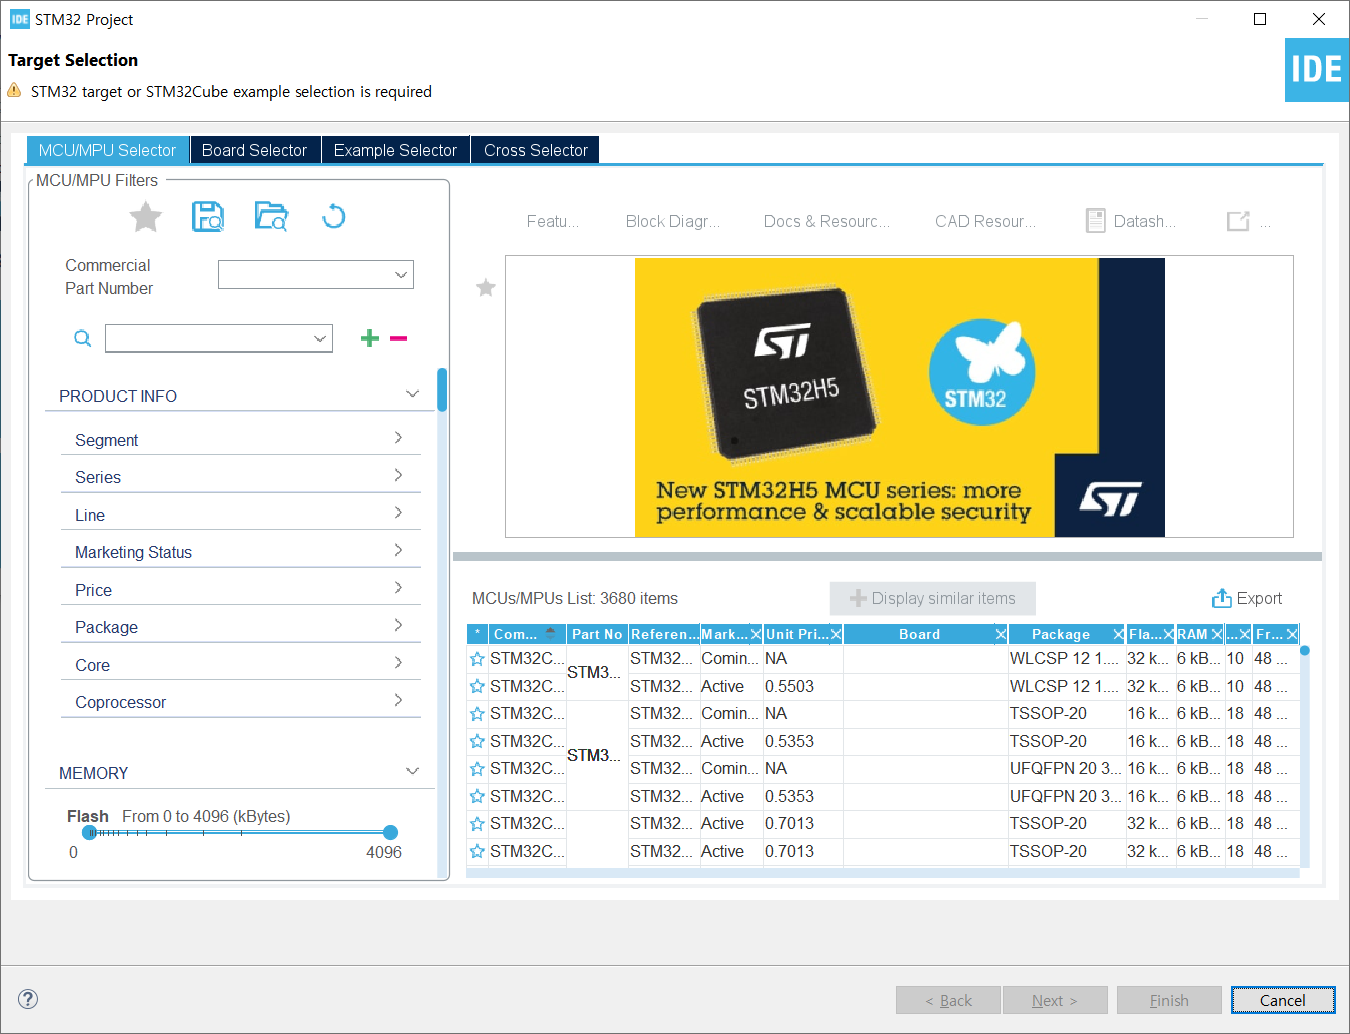 IDE STM32 Project
Target Selection
STM32 target or STM32Cube example selection is required
IDE
MCU/MPU Selector Board Selector Example Selector Cross Selector
MCU/MPU Filters
Commercial
Part Number
PRODUCT INFO
Segment
Series
Line
Marketing Status
Price
Package
Core
Coprocessor
MEMORY
Flash From 0 to 4096 (kBytes)
0 4096
Featu... Block Diagr... Docs & Resourc... CAD Resour... Datash... ...
ST
STM32H5
STM32
New STM32H5 MCU series: more
performance & scalable security
ST
MCUs/MPUs List: 3680 items Display similar items Export
* Com... Part No Referen... Mark... Unit Pri... Board Package Fla... RAM ... Fr...
STM32C... STM3... STM32... Comin... NA WLCSP 12 1.... 32 k... 6 kB... 10 48 ...
STM32C... STM32... Active 0.5503 WLCSP 12 1.... 32 k... 6 kB... 10 48 ...
STM32C... STM3... STM32... Comin... NA TSSOP-20 16 k... 6 kB... 18 48 ...
STM32C... STM32... Active 0.5353 TSSOP-20 16 k... 6 kB... 18 48 ...
STM32C... STM32... Comin... NA UFQFPN 20 3... 16 k... 6 kB... 18 48 ...
STM32C... STM32... Active 0.5353 UFQFPN 20 3... 16 k... 6 kB... 18 48 ...
STM32C... STM32... Active 0.7013 TSSOP-20 32 k... 6 kB... 18 48 ...
STM32C... STM32... Active 0.7013 TSSOP-20 32 k... 6 kB... 18 48 ...
? < Back Next > Finish Cancel